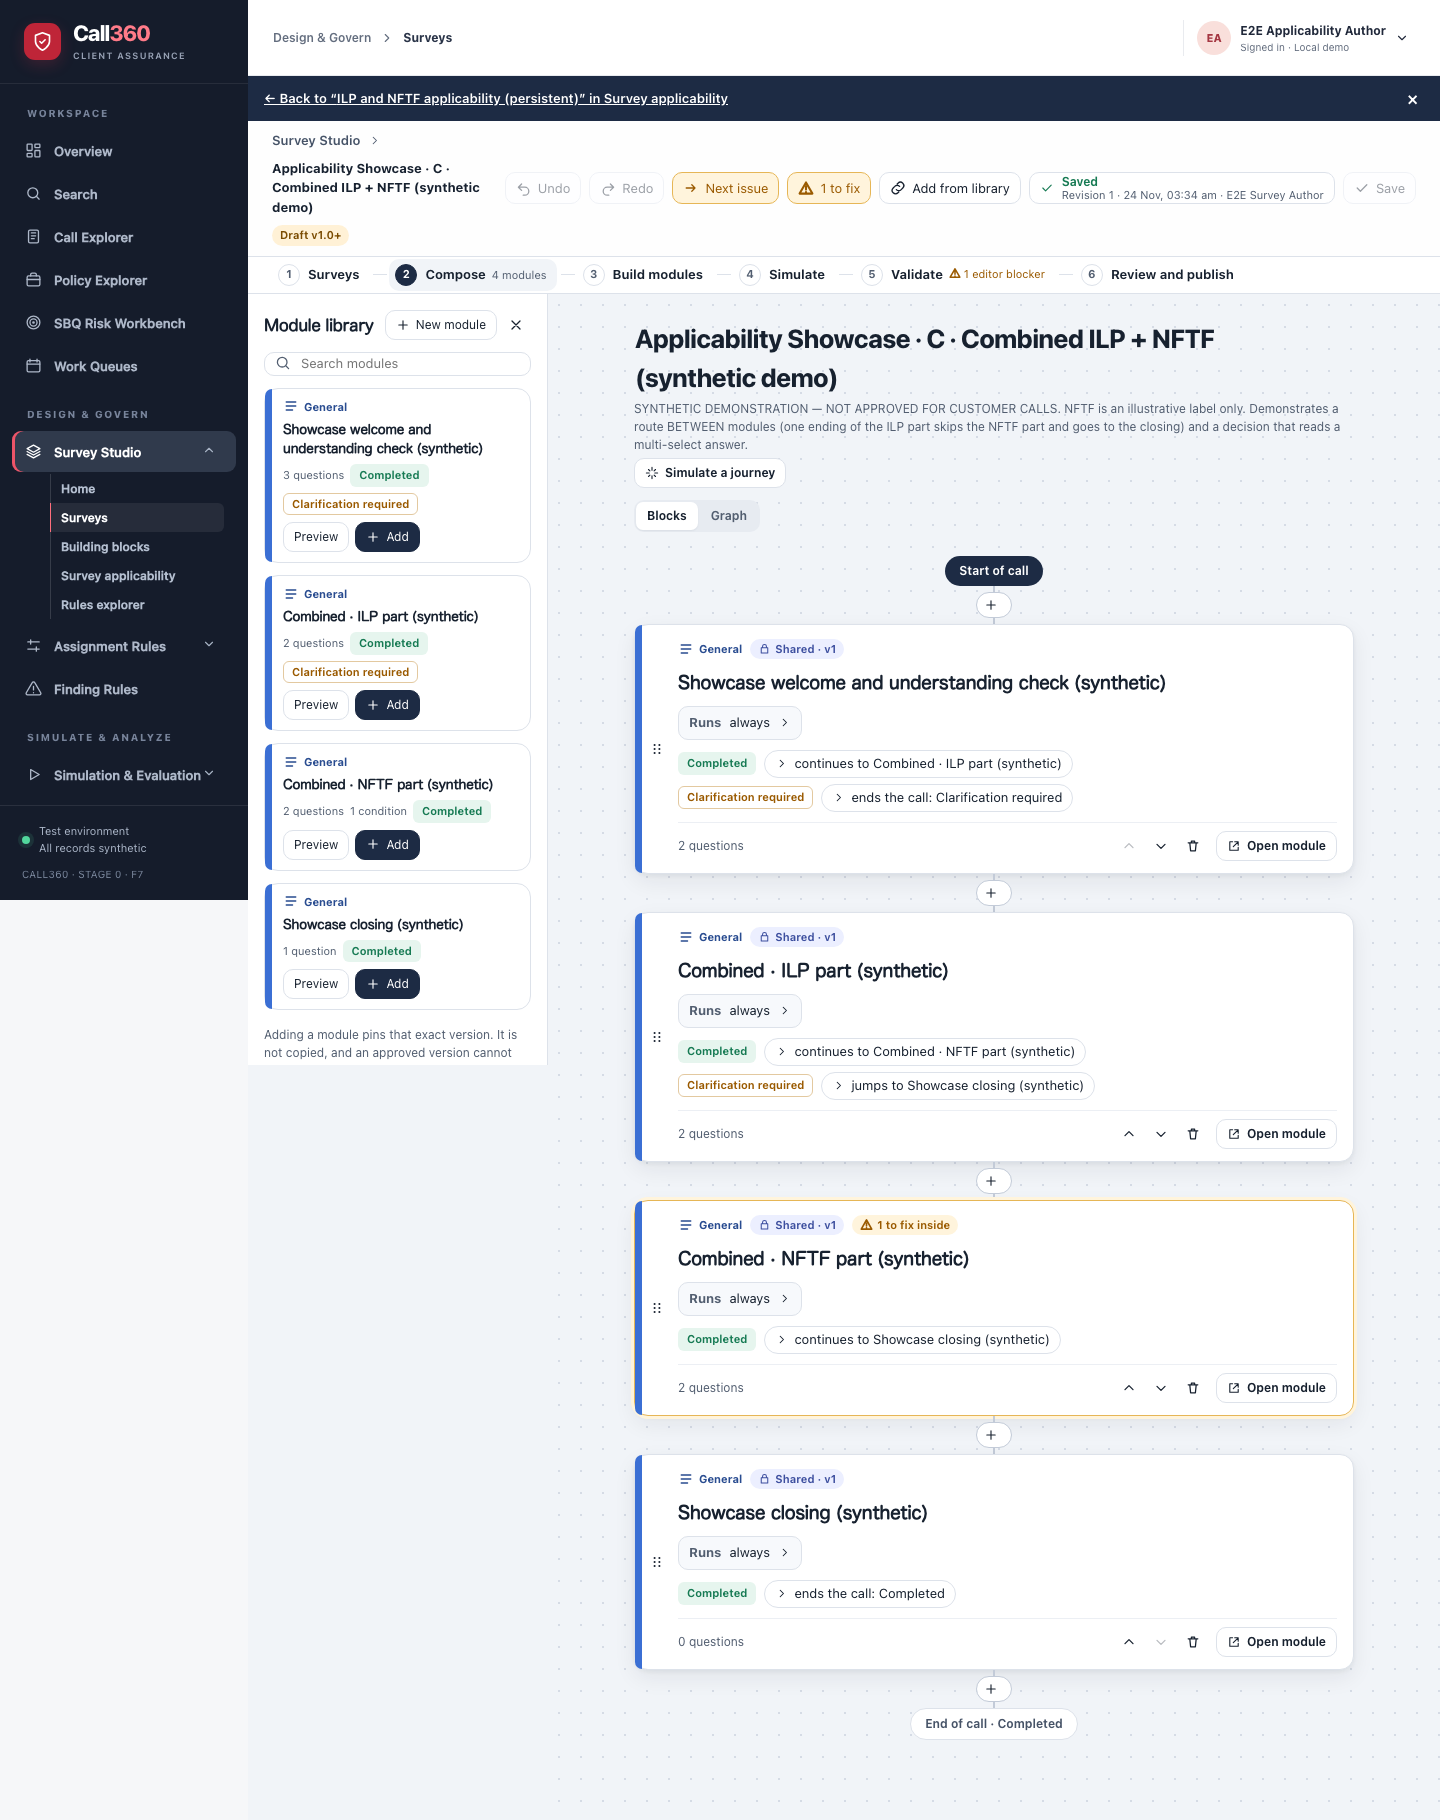 Call360
CLIENT ASSURANCE
WORKSPACE
Overview
Search
Call Explorer
Policy Explorer
SBQ Risk Workbench
Work Queues
DESIGN & GOVERN
Survey Studio
Home
Surveys
Building blocks
Survey applicability
Rules explorer
Assignment Rules
Finding Rules
SIMULATE & ANALYZE
Simulation & Evaluation
Test environment
All records synthetic
CALL360 · STAGE 0 · F7
Design & Govern > Surveys
EA
E2E Applicability Author
Signed in · Local demo
← Back to “ILP and NFTF applicability (persistent)” in Survey applicability
Survey Studio
Applicability Showcase · C ·
Combined ILP + NFTF (synthetic
demo)
Draft v1.0+
Undo
Redo
Next issue
1 to fix
Add from library
Saved
Revision 1 · 24 Nov, 03:34 am · E2E Survey Author
Save
1 Surveys
2 Compose 4 modules
3 Build modules
4 Simulate
5 Validate 1 editor blocker
6 Review and publish
Module library
New module
Search modules
General
Showcase welcome and
understanding check (synthetic)
3 questions Completed
Clarification required
Preview
Add
General
Combined · ILP part (synthetic)
2 questions Completed
Clarification required
Preview
Add
General
Combined · NFTF part (synthetic)
2 questions 1 condition Completed
Preview
Add
General
Showcase closing (synthetic)
1 question Completed
Preview
Add
Adding a module pins that exact version. It is
not copied, and an approved version cannot
Applicability Showcase · C · Combined ILP + NFTF
(synthetic demo)
SYNTHETIC DEMONSTRATION — NOT APPROVED FOR CUSTOMER CALLS. NFTF is an illustrative label only. Demonstrates a
route BETWEEN modules (one ending of the ILP part skips the NFTF part and goes to the closing) and a decision that reads a
multi-select answer.
Simulate a journey
Blocks Graph
Start of call
General Shared · v1
Showcase welcome and understanding check (synthetic)
Runs always
Completed continues to Combined · ILP part (synthetic)
Clarification required ends the call: Clarification required
2 questions
Open module
General Shared · v1
Combined · ILP part (synthetic)
Runs always
Completed continues to Combined · NFTF part (synthetic)
Clarification required jumps to Showcase closing (synthetic)
2 questions
Open module
General Shared · v1 1 to fix inside
Combined · NFTF part (synthetic)
Runs always
Completed continues to Showcase closing (synthetic)
2 questions
Open module
General Shared · v1
Showcase closing (synthetic)
Runs always
Completed ends the call: Completed
0 questions
Open module
End of call · Completed